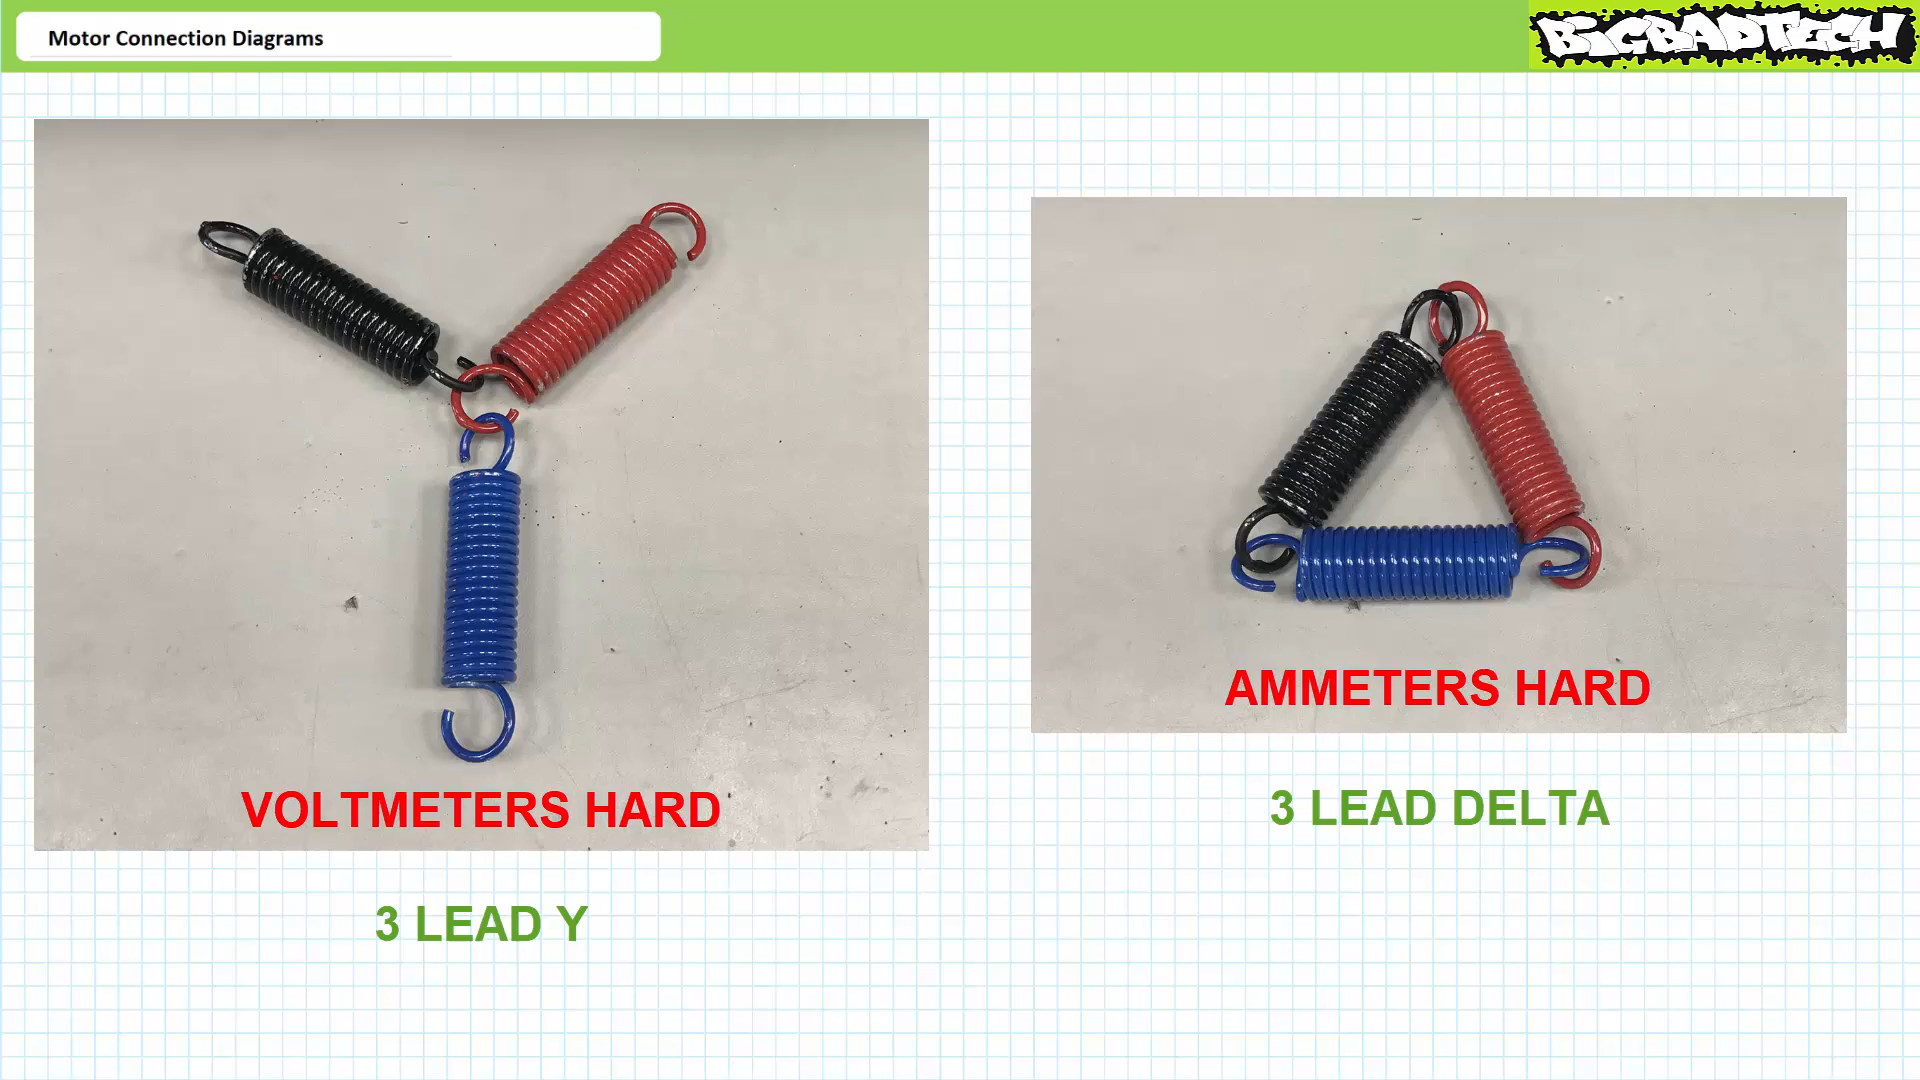 Motor Connection Diagrams
BIGBADTECH
VOLTMETERS HARD
3 LEAD Y
AMMETERS HARD
3 LEAD DELTA